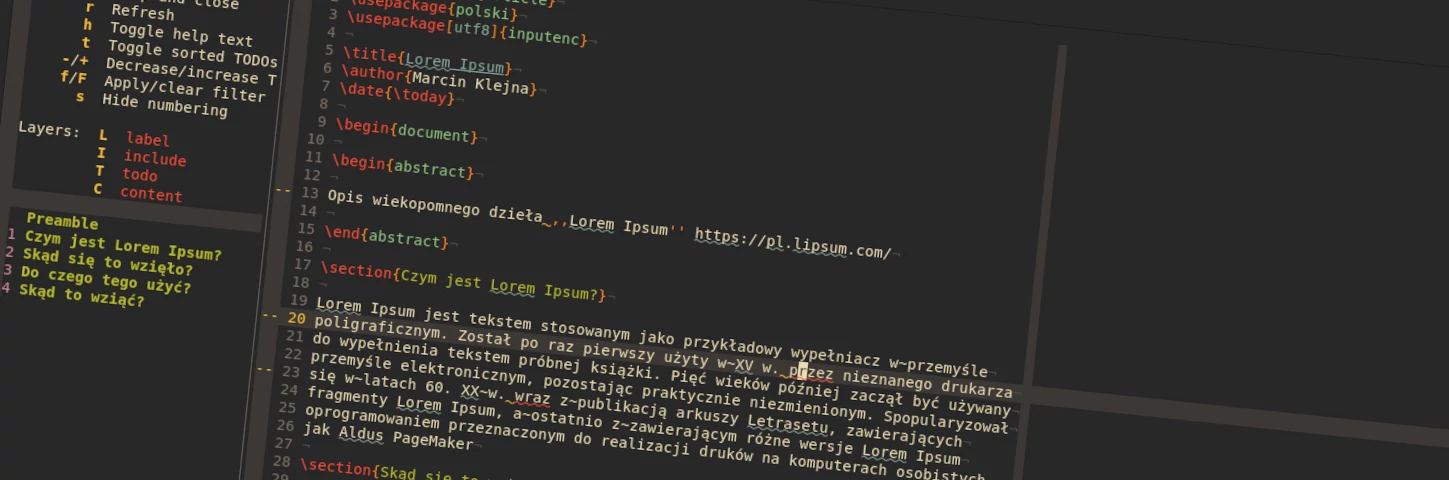 close
r Refresh
h Toggle help text
t Toggle sorted TODOs
-/+ Decrease/increase T
f/F Apply/clear filter
s Hide numbering
Layers: L label
I include
T todo
C content
Preamble
1 Czym jest Lorem Ipsum?
2 Skąd się to wzięło?
3 Do czego tego użyć?
4 Skąd to wziąć?
\usepackage{polski}¬
3 \usepackage[utf8]{inputenc}¬
4 ¬
5 \title{Lorem Ipsum}¬
6 \author{Marcin Klejna}¬
7 \date{\today}¬
8 ¬
9 \begin{document}¬
10 ¬
11 \begin{abstract}¬
12 ¬
-- 13 Opis wiekopomnego dzieła ,,Lorem Ipsum'' https://pl.lipsum.com/¬
14 ¬
15 \end{abstract}¬
16 ¬
17 \section{Czym jest Lorem Ipsum?}¬
18 ¬
19 Lorem Ipsum jest tekstem stosowanym jako przykładowy wypełniacz w~przemyśle¬
-- 20 poligraficznym. Został po raz pierwszy użyty w~XV w. przez nieznanego drukarza¬
21 do wypełnienia tekstem próbnej książki. Pięć wieków później zaczął być używany¬
22 przemyśle elektronicznym, pozostając praktycznie niezmienionym. Spopularyzował¬
-- 23 się w~latach 60. XX~w. wraz z~publikacją arkuszy Letrasetu, zawierających¬
24 fragmenty Lorem Ipsum, a~ostatnio z~zawierającym różne wersje Lorem Ipsum¬
25 oprogramowaniem przeznaczonym do realizacji druków na komputerach osobistych,
26 jak Aldus PageMaker¬
27 ¬
28 \section{Skąd się to
29